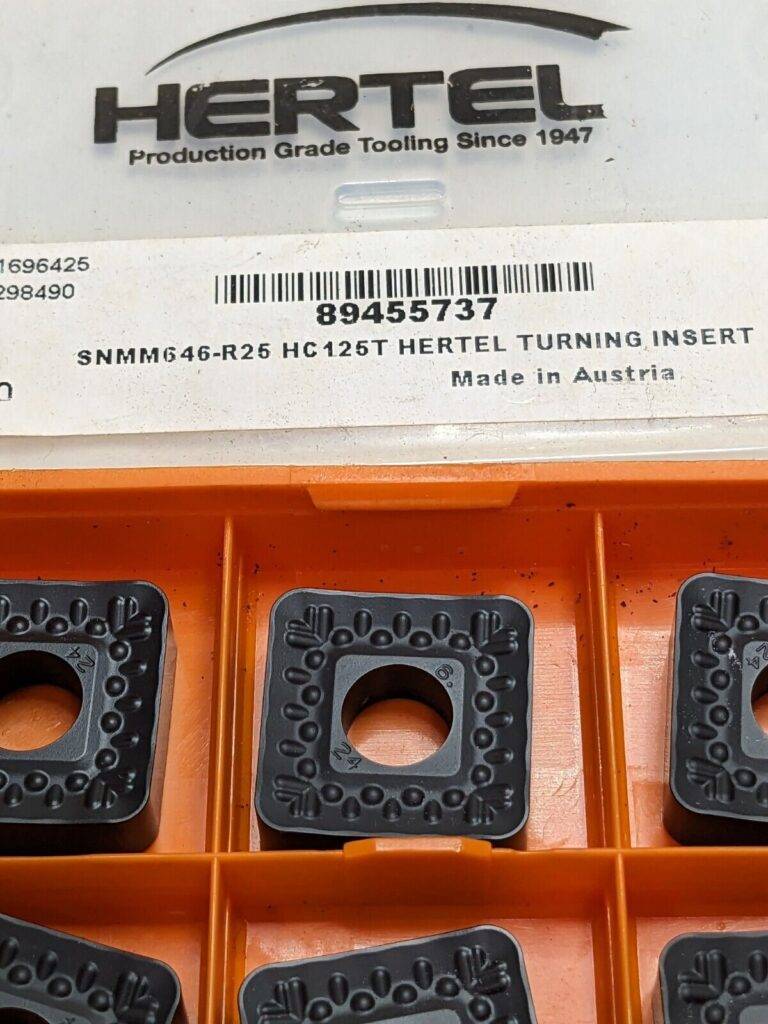 HERTEL
Production Grade Tooling Since 1947
1696425
298490
89455737
SNMM646-R25 HC125T HERTEL TURNING INSERT
Made in Austria
24
24
24